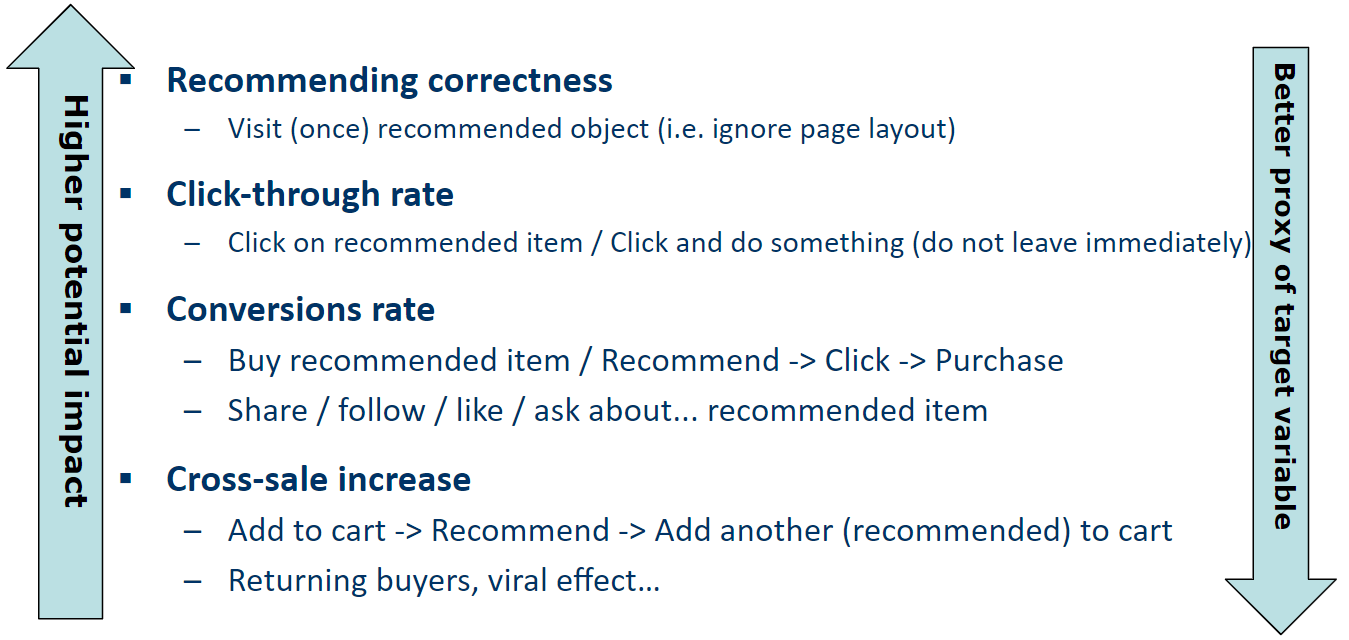 Higher potential impact
▪ Recommending correctness
– Visit (once) recommended object (i.e. ignore page layout)
▪ Click-through rate
– Click on recommended item / Click and do something (do not leave immediately)
▪ Conversions rate
– Buy recommended item / Recommend -> Click -> Purchase
– Share / follow / like / ask about... recommended item
▪ Cross-sale increase
– Add to cart -> Recommend -> Add another (recommended) to cart
– Returning buyers, viral effect…
Better proxy of target variable